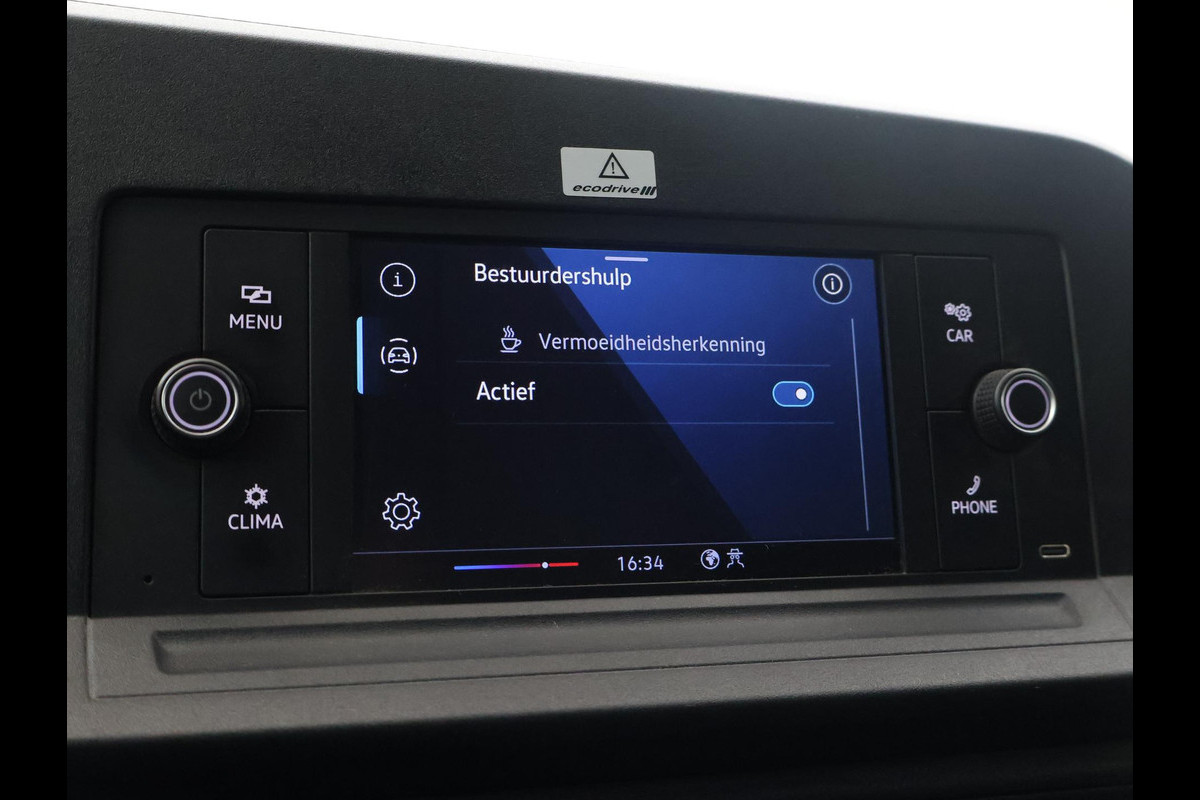 ecodrive
MENU
CLIMA
Bestuurdershulp
Vermoeidheidsherkenning
Actief
16:34
CAR
PHONE